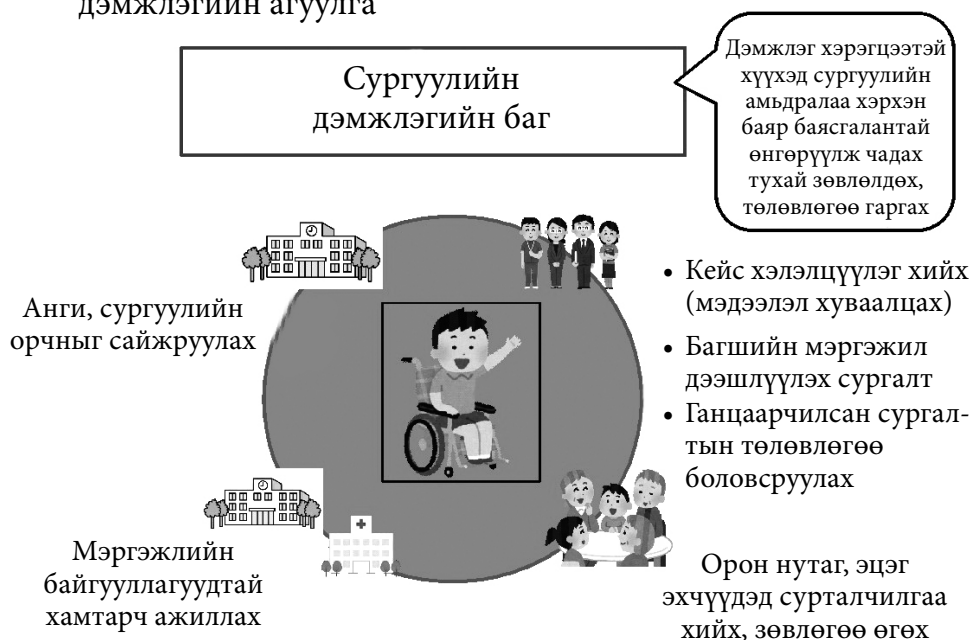 дэмжлэгийн агуулга
Сургуулийн
дэмжлэгийн баг
Дэмжлэг хэрэгцээтэй
хүүхэд сургуулийн
амьдралаа хэрхэн
баяр баясгалантай
өнгөрүүлж чадах
тухай зөвлөлдөх,
төлөвлөгөө гаргах
Анги, сургуулийн
орчныг сайжруулах
• Кейс хэлэлцүүлэг хийх
(мэдээлэл хуваалцах)
• Багшийн мэргэжил
дээшлүүлэх сургалт
• Ганцаарчилсан сургал-
тын төлөвлөгөө
боловсруулах
Мэргэжлийн
байгууллагуудтай
хамтарч ажиллах
Орон нутаг, эцэг
эхчүүдэд сурталчилгаа
хийх, зөвлөгөө өгөх